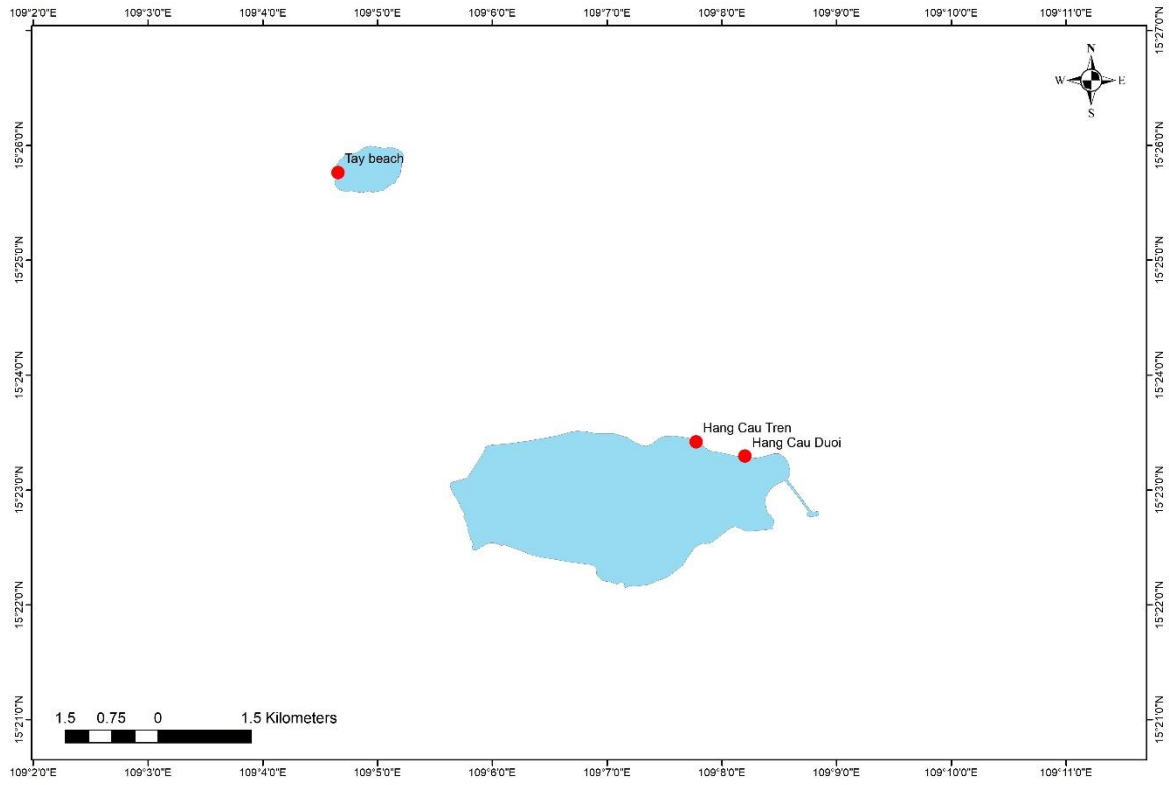 109°2'0"E 109°3'0"E 109°4'0"E 109°5'0"E 109°6'0"E 109°7'0"E 109°8'0"E 109°9'0"E 109°10'0"E 109°11'0"E
15°27'0"N 15°27'0"N
N
W E
S
15°26'0"N 15°26'0"N
Tay beach
15°25'0"N 15°25'0"N
15°24'0"N 15°24'0"N
Hang Cau Tren
Hang Cau Duoi
15°23'0"N 15°23'0"N
15°22'0"N 15°22'0"N
15°21'0"N 15°21'0"N
1.5 0.75 0 1.5 Kilometers
109°2'0"E 109°3'0"E 109°4'0"E 109°5'0"E 109°6'0"E 109°7'0"E 109°8'0"E 109°9'0"E 109°10'0"E 109°11'0"E